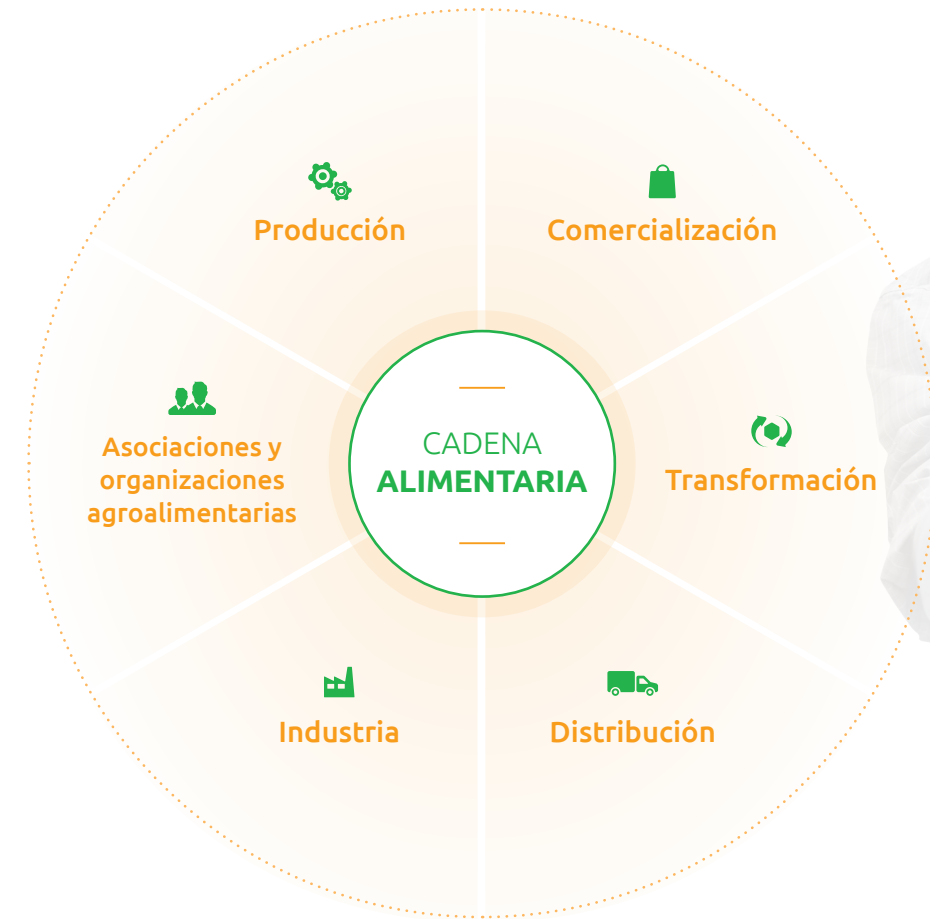 Producción
Comercialización
Asociaciones y
organizaciones
agroalimentarias
CADENA
ALIMENTARIA
Transformación
Industria
Distribución